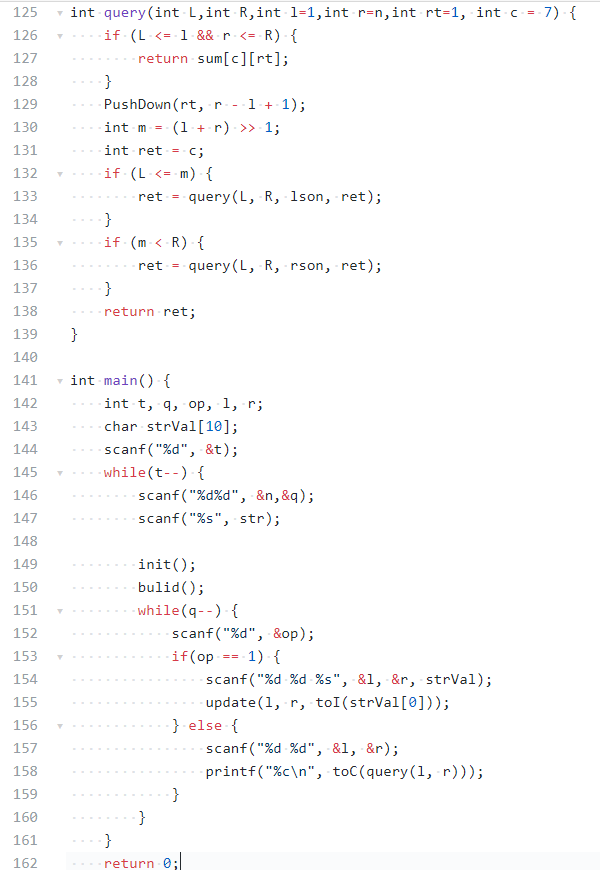 125 int query(int L,int R,int l=1,int r=n,int rt=1, int c = 7) {
126     if (L <= l && r <= R) {
127         return sum[c][rt];
128     }
129     PushDown(rt, r - l + 1);
130     int m = (l + r) >> 1;
131     int ret = c;
132     if (L <= m) {
133         ret = query(L, R, lson, ret);
134     }
135     if (m < R) {
136         ret = query(L, R, rson, ret);
137     }
138     return ret;
139 }
140
141 int main() {
142     int t, q, op, l, r;
143     char strVal[10];
144     scanf("%d", &t);
145     while(t--) {
146         scanf("%d%d", &n,&q);
147         scanf("%s", str);
148
149         init();
150         bulid();
151         while(q--) {
152             scanf("%d", &op);
153             if(op == 1) {
154                 scanf("%d %d %s", &l, &r, strVal);
155                 update(l, r, toI(strVal[0]));
156             } else {
157                 scanf("%d %d", &l, &r);
158                 printf("%c\n", toC(query(l, r)));
159             }
160         }
161     }
162     return 0;